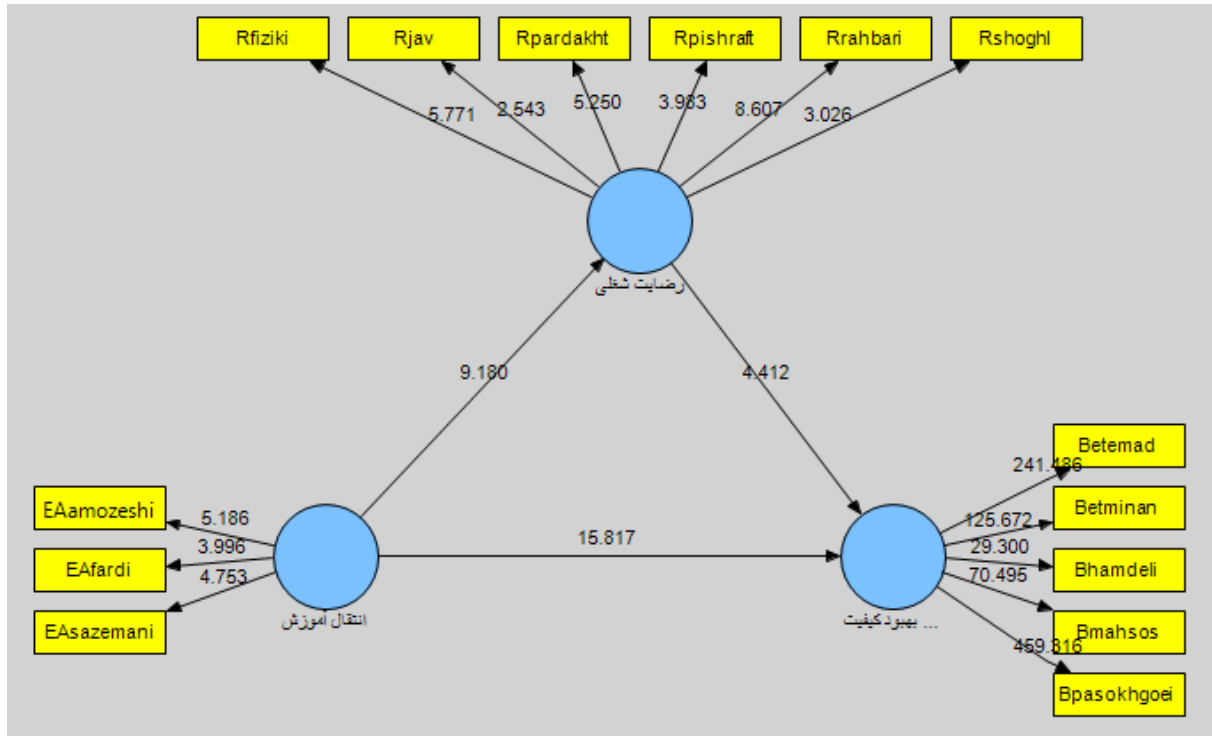 Rfiziki
Rjav
Rpardakht
Rpishraft
Rrahbari
Rshoghl
5.771
2.543
5.250
3.983
8.607
3.026
رضایت شغلی
9.180
4.412
EAamozeshi
5.186
EAfardi
3.996
EAsazemani
4.753
انتقال آموزش
15.817
بهبود کیفیت ...
241.486
Betemad
125.672
Betminan
29.300
Bhamdeli
70.495
Bmahsos
459.316
Bpasokhgoei